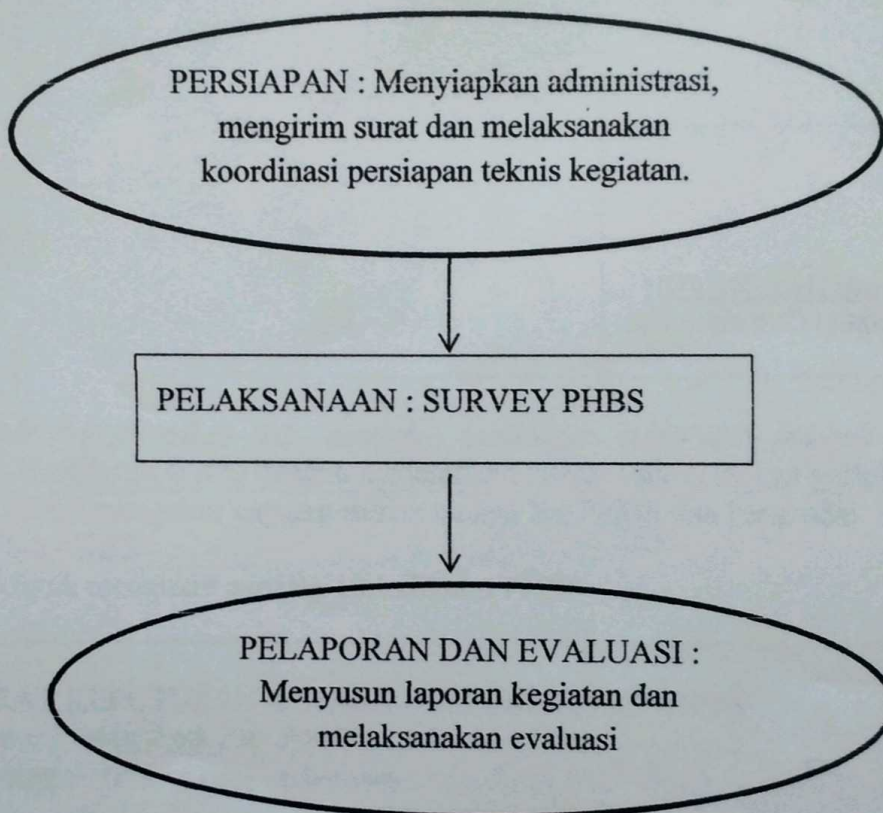 PERSIAPAN : Menyiapkan administrasi,
mengirim surat dan melaksanakan
koordinasi persiapan teknis kegiatan.
PELAKSANAAN : SURVEY PHBS
PELAPORAN DAN EVALUASI :
Menyusun laporan kegiatan dan
melaksanakan evaluasi